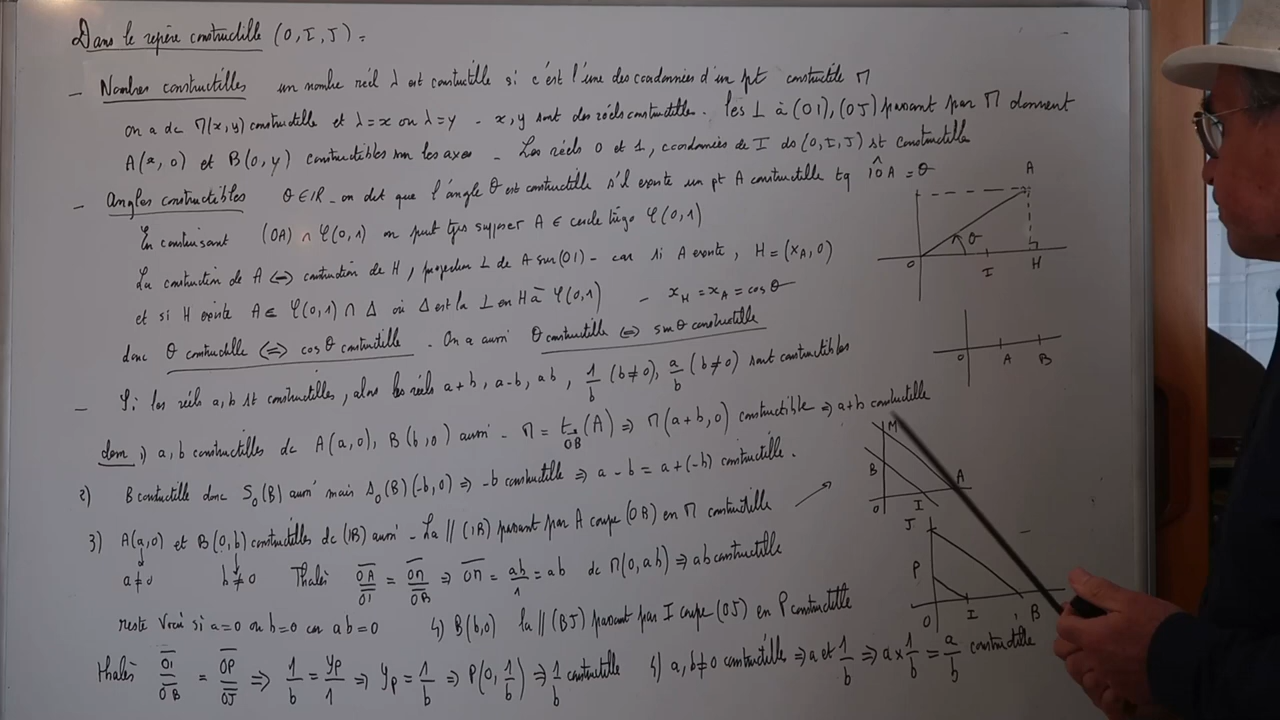 Dans le repère constructible (O, I, J) :
- Nombres constructibles un nombre réel λ est constructible si c'est l'une des coordonnées d'un pt constructible M
on a dc M(x,y) constructible et λ=x ou λ=y - x, y sont des réels constructibles. les ⊥ à (OI), (OJ) passant par M donnent
A(x, 0) et B(0, y) constructibles sur les axes - Les réels 0 et 1, coordonnées de I ds (O, I, J) st constructible
- Angles constructibles θ ∈ IR - on dit que l'angle θ est constructible s'il existe un pt A constructible tq IÔA = θ
En construisant (OA) ∩ 𝒞(0,1) on peut tjrs supposer A ∈ cercle trigo 𝒞(0,1)
La construction de A ⟺ construction de H, projection ⊥ de A sur (OI) - car si A existe, H = (x_A, 0)
et si H existe A ∈ 𝒞(0,1) ∩ Δ où Δ est la ⊥ en H à 𝒞(0,1) - x_H = x_A = cos θ
donc θ constructible ⟺ cos θ constructible . On a aussi θ constructible ⟺ sin θ constructible
- Si les réels a, b st constructibles, alors les réels a+b, a-b, ab, 1/b (b≠0), a/b (b≠0) sont constructibles
dem 1) a, b constructibles dc A(a,0), B(b,0) aussi - M = t_OB (A) ⇒ M(a+b, 0) constructible ⇒ a+b constructible
2) B constructible donc S_O(B) aussi mais S_O(B)(-b,0) ⇒ -b constructible ⇒ a - b = a + (-b) constructible.
3) A(a,0) et B(0,b) constructibles dc (IB) aussi - La // (IB) passant par A coupe (OB) en M constructible
a≠0 b≠0 Thalès OA/OI = OM/OB ⇒ OM = ab/1 = ab dc M(0, ab) ⇒ ab constructible
reste vrai si a=0 ou b=0 car ab=0 4) B(b,0) la // (BJ) passant par I coupe (OJ) en P constructible
Thalès OI/OB = OP/OJ ⇒ 1/b = y_P/1 ⇒ y_P = 1/b ⇒ P(0, 1/b) ⇒ 1/b constructible 5) a, b≠0 constructible ⇒ a et 1/b ⇒ a × 1/b = a/b constructible
A
θ
O I H
O A B
M
B A
O I
J
P
O I B